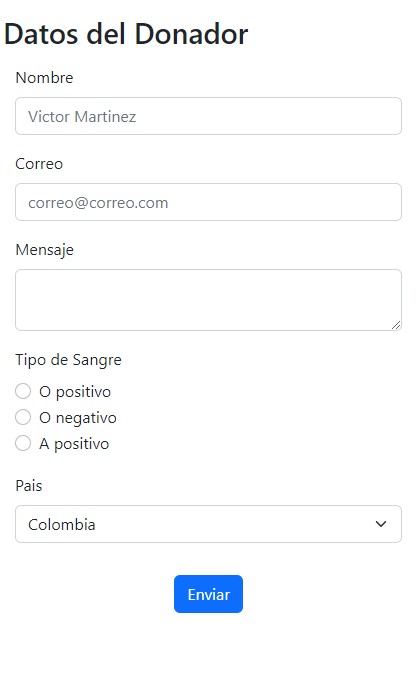 Datos del Donador
Nombre
Victor Martinez
Correo
correo@correo.com
Mensaje
Tipo de Sangre
O positivo
O negativo
A positivo
Pais
Colombia
Enviar